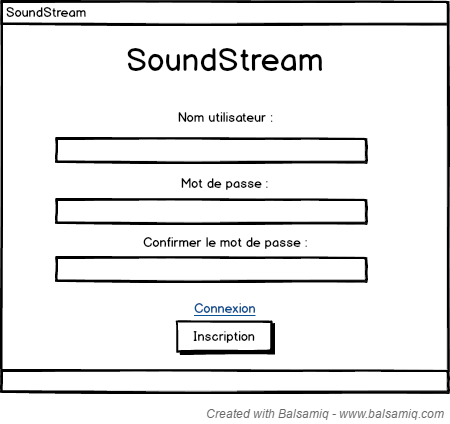 SoundStream
SoundStream
Nom utilisateur :
Mot de passe :
Confirmer le mot de passe :
Connexion
Inscription
Created with Balsamiq - www.balsamiq.com